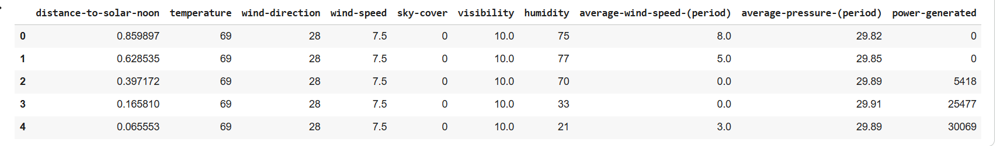 distance-to-solar-noon temperature wind-direction wind-speed sky-cover visibility humidity average-wind-speed-(period) average-pressure-(period) power-generated
0 0.859897 69 28 7.5 0 10.0 75 8.0 29.82 0
1 0.628535 69 28 7.5 0 10.0 77 5.0 29.85 0
2 0.397172 69 28 7.5 0 10.0 70 0.0 29.89 5418
3 0.165810 69 28 7.5 0 10.0 33 0.0 29.91 25477
4 0.065553 69 28 7.5 0 10.0 21 3.0 29.89 30069